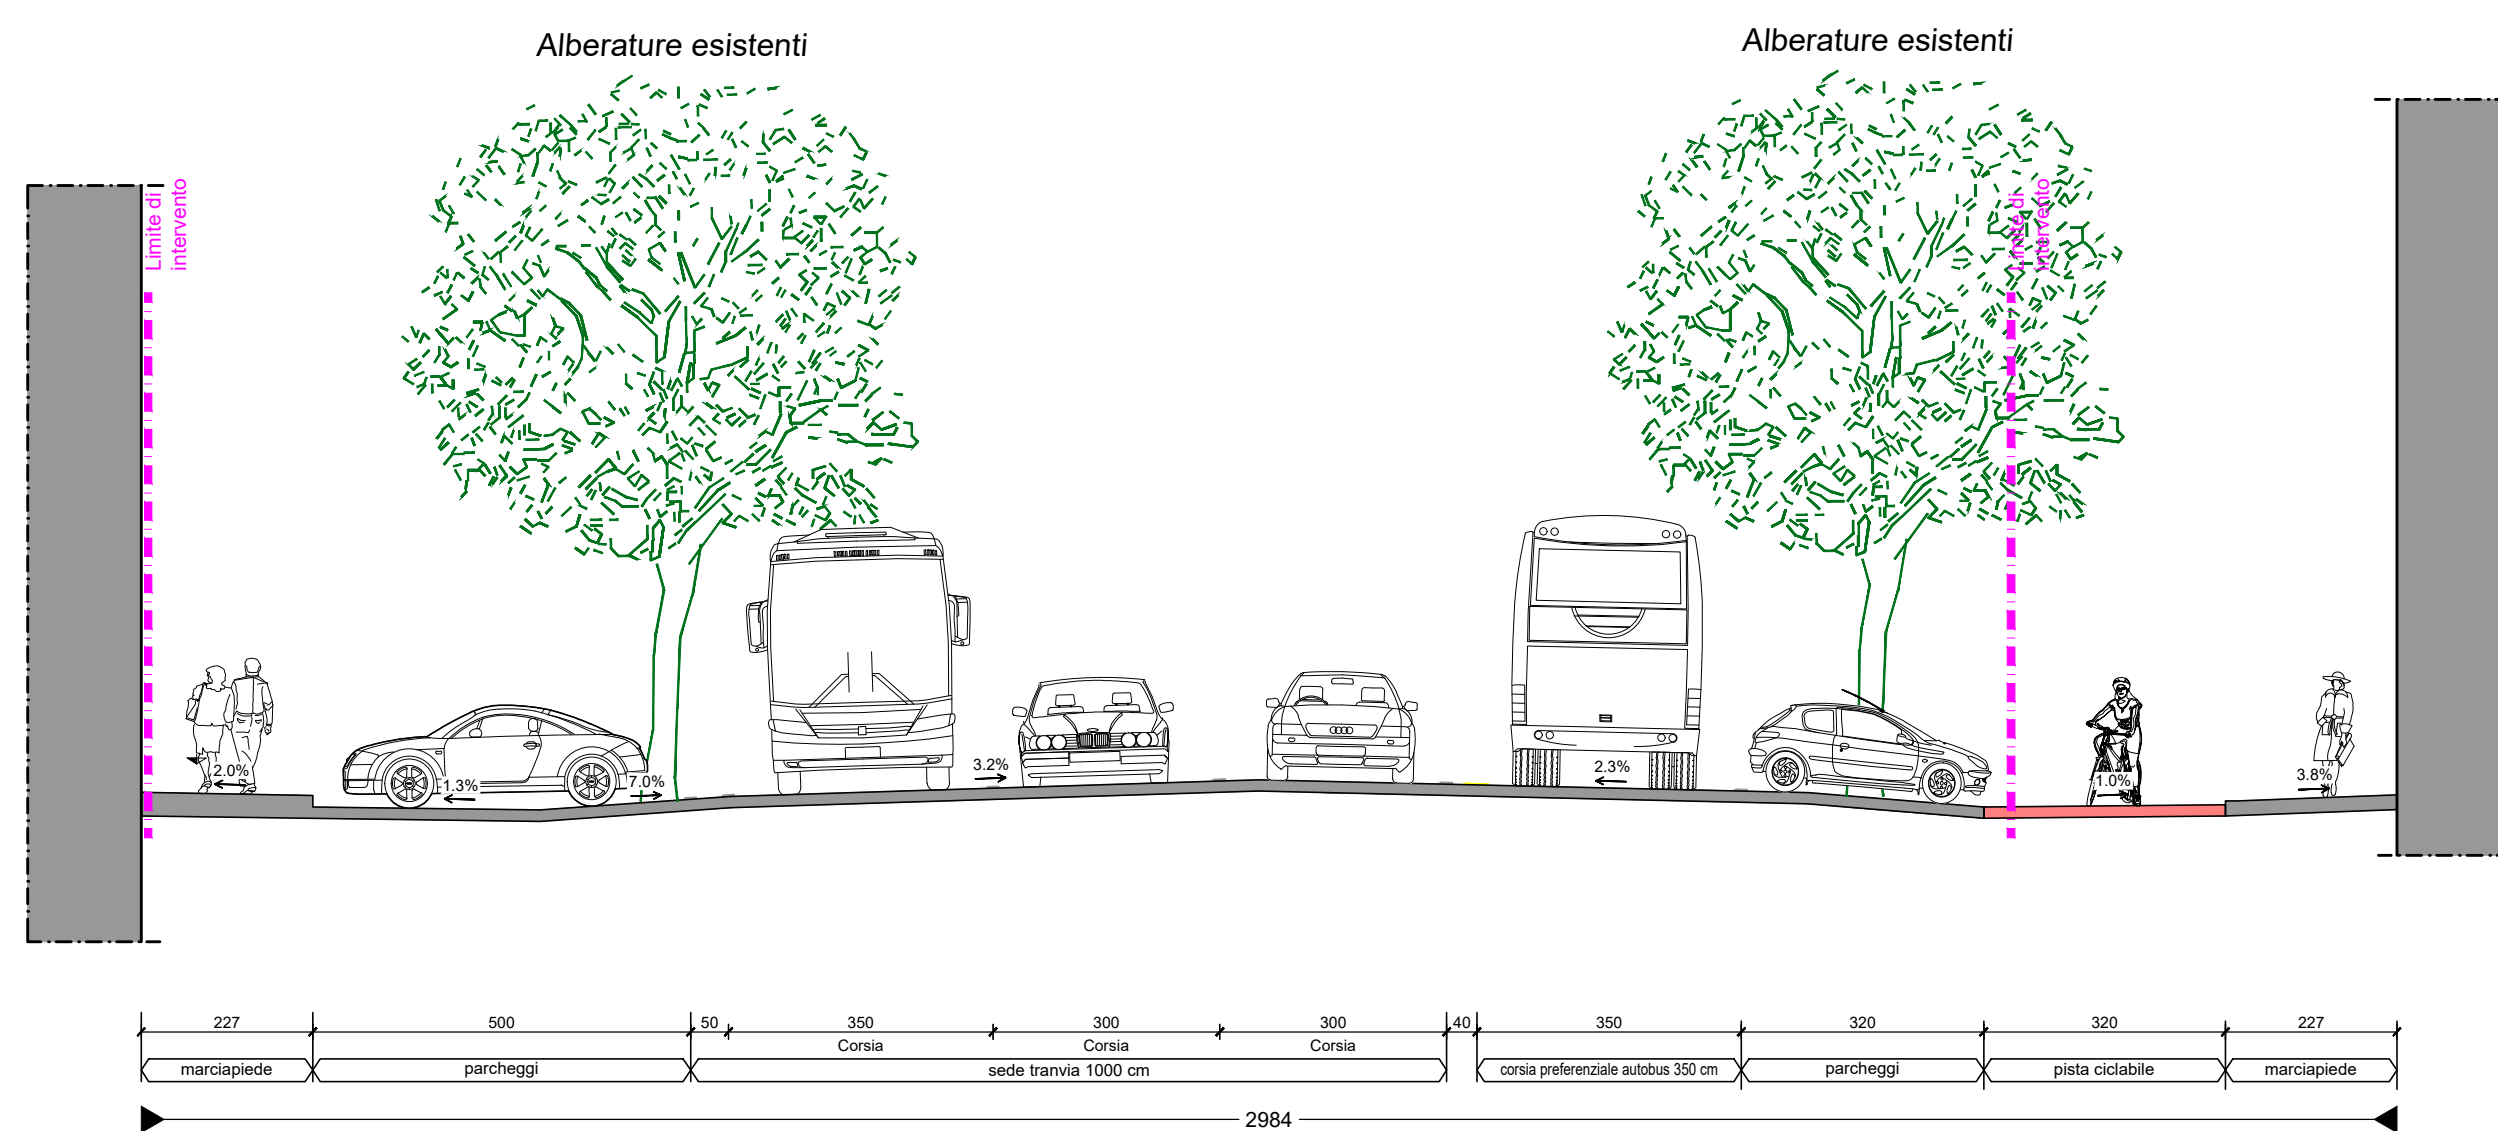 Alberature esistenti
Alberature esistenti
Limite di
intervento
Limite di
intervento
2.0%
1.3%
7.0%
3.2%
2.3%
1.0%
3.8%
227
500
50
350
300
300
40
350
320
320
227
Corsia
Corsia
Corsia
marciapiede
parcheggi
sede tranvia 1000 cm
corsia preferenziale autobus 350 cm
parcheggi
pista ciclabile
marciapiede
2984